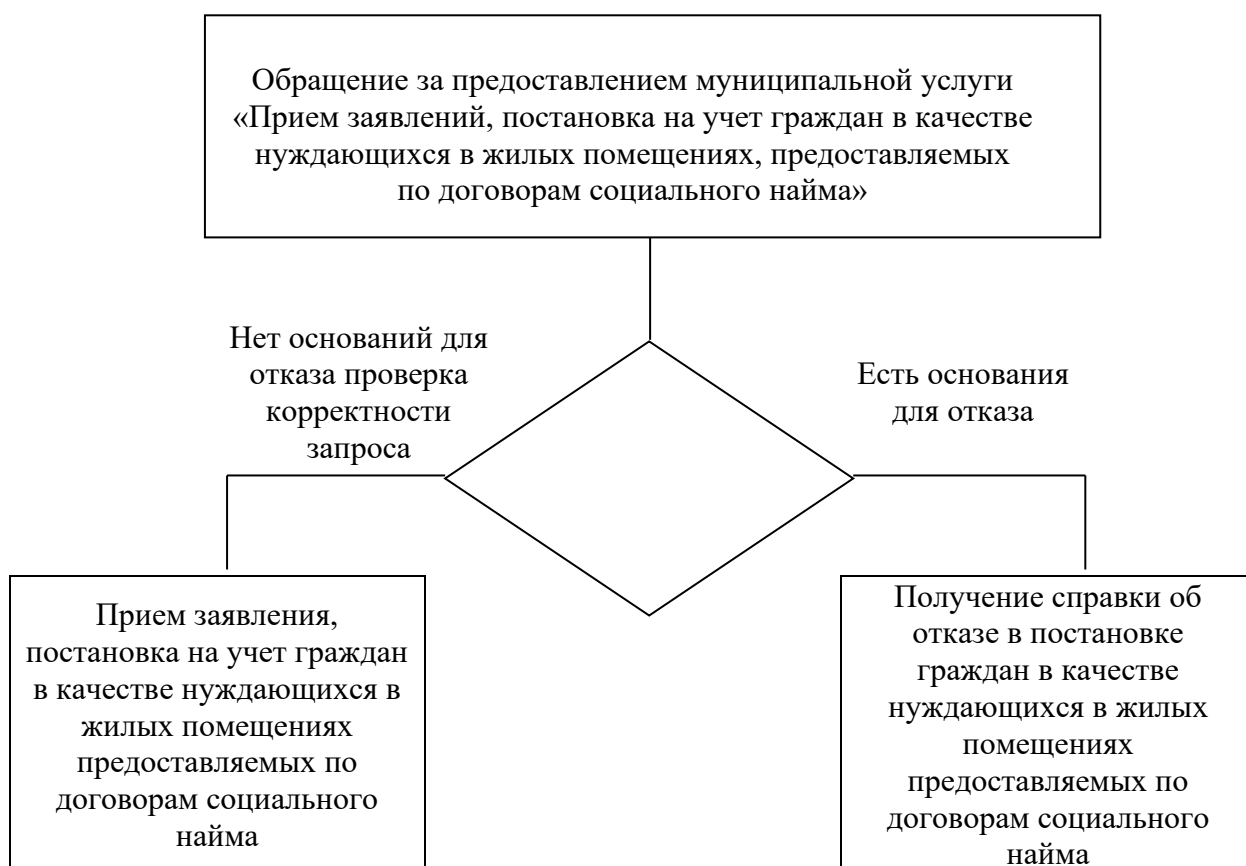 Обращение за предоставлением муниципальной услуги
«Прием заявлений, постановка на учет граждан в качестве
нуждающихся в жилых помещениях, предоставляемых
по договорам социального найма»
Нет оснований для
отказа проверка
корректности
запроса
Есть основания
для отказа
Прием заявления,
постановка на учет граждан
в качестве нуждающихся в
жилых помещениях
предоставляемых по
договорам социального
найма
Получение справки об
отказе в постановке
граждан в качестве
нуждающихся в жилых
помещениях
предоставляемых по
договорам социального
найма